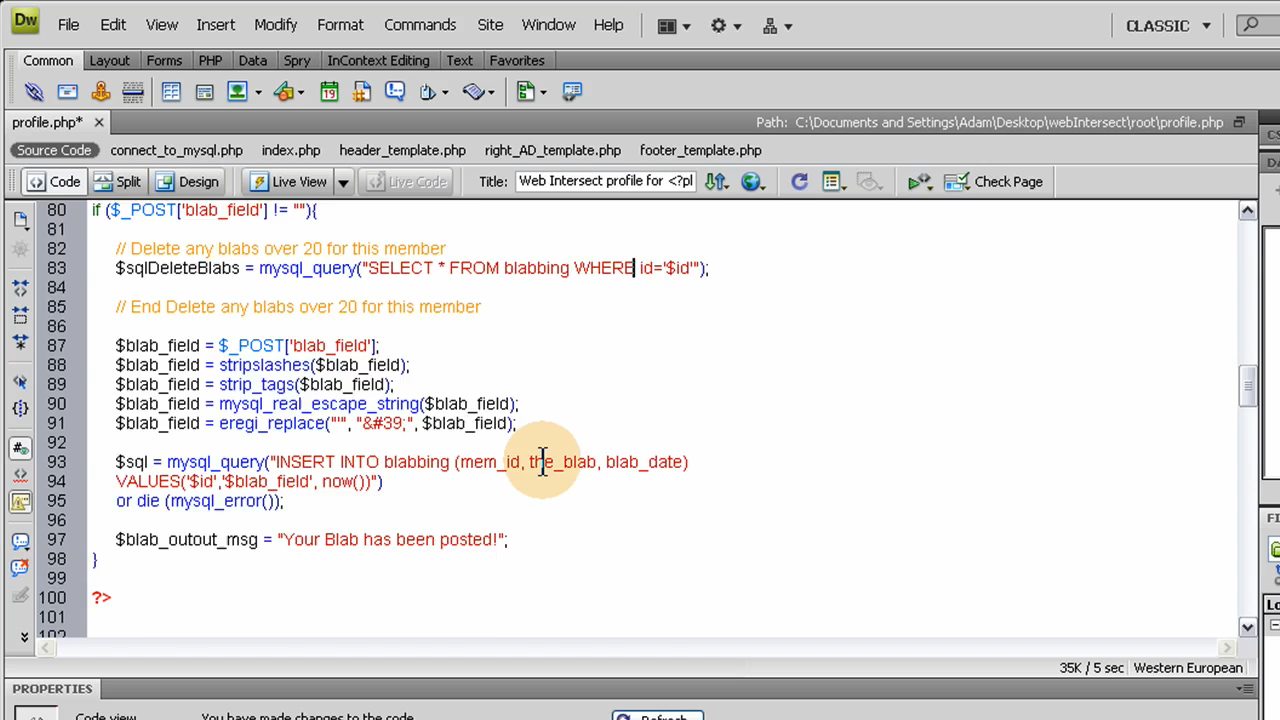 Dw File Edit View Insert Modify Format Commands Site Window Help CLASSIC
Common Layout Forms PHP Data Spry InContext Editing Text Favorites
profile.php* Path: C:\Documents and Settings\Adam\Desktop\webIntersect\root\profile.php
Source Code connect_to_mysql.php index.php header_template.php right_AD_template.php footer_template.php
Code Split Design Live View Live Code Title: Web Intersect profile for <?pl Check Page
80 if ($_POST['blab_field'] != ""){
81
82 // Delete any blabs over 20 for this member
83 $sqlDeleteBlabs = mysql_query("SELECT * FROM blabbing WHERE id='$id'");
84
85 // End Delete any blabs over 20 for this member
86
87 $blab_field = $_POST['blab_field'];
88 $blab_field = stripslashes($blab_field);
89 $blab_field = strip_tags($blab_field);
90 $blab_field = mysql_real_escape_string($blab_field);
91 $blab_field = eregi_replace("'", "&#39;", $blab_field);
92
93 $sql = mysql_query("INSERT INTO blabbing (mem_id, the_blab, blab_date)
94 VALUES('$id','$blab_field', now())")
95 or die (mysql_error());
96
97 $blab_outout_msg = "Your Blab has been posted!";
98 }
99
100 ?>
101
102
35K / 5 sec Western European
PROPERTIES
Code view You have made changes to the code. Refresh